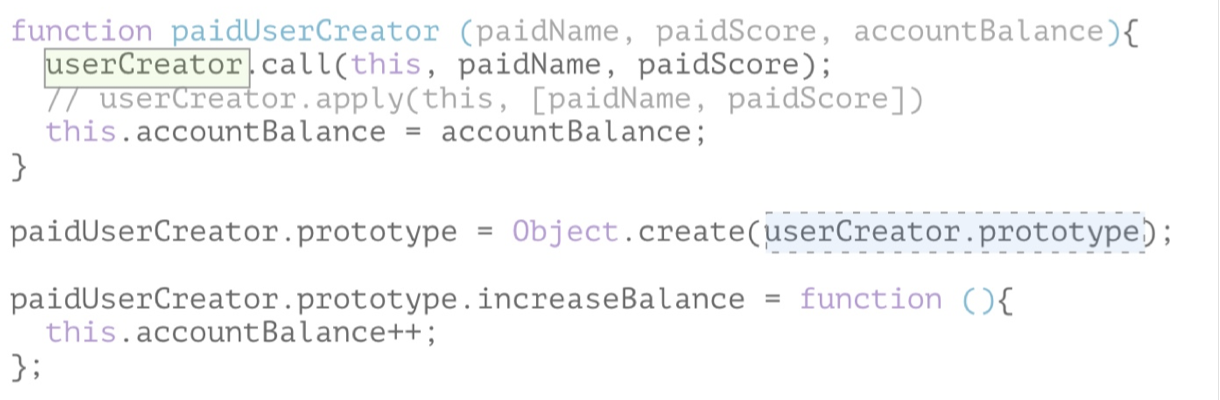 function paidUserCreator (paidName, paidScore, accountBalance){
  userCreator.call(this, paidName, paidScore);
  // userCreator.apply(this, [paidName, paidScore])
  this.accountBalance = accountBalance;
}
paidUserCreator.prototype = Object.create(userCreator.prototype);
paidUserCreator.prototype.increaseBalance = function (){
  this.accountBalance++;
};